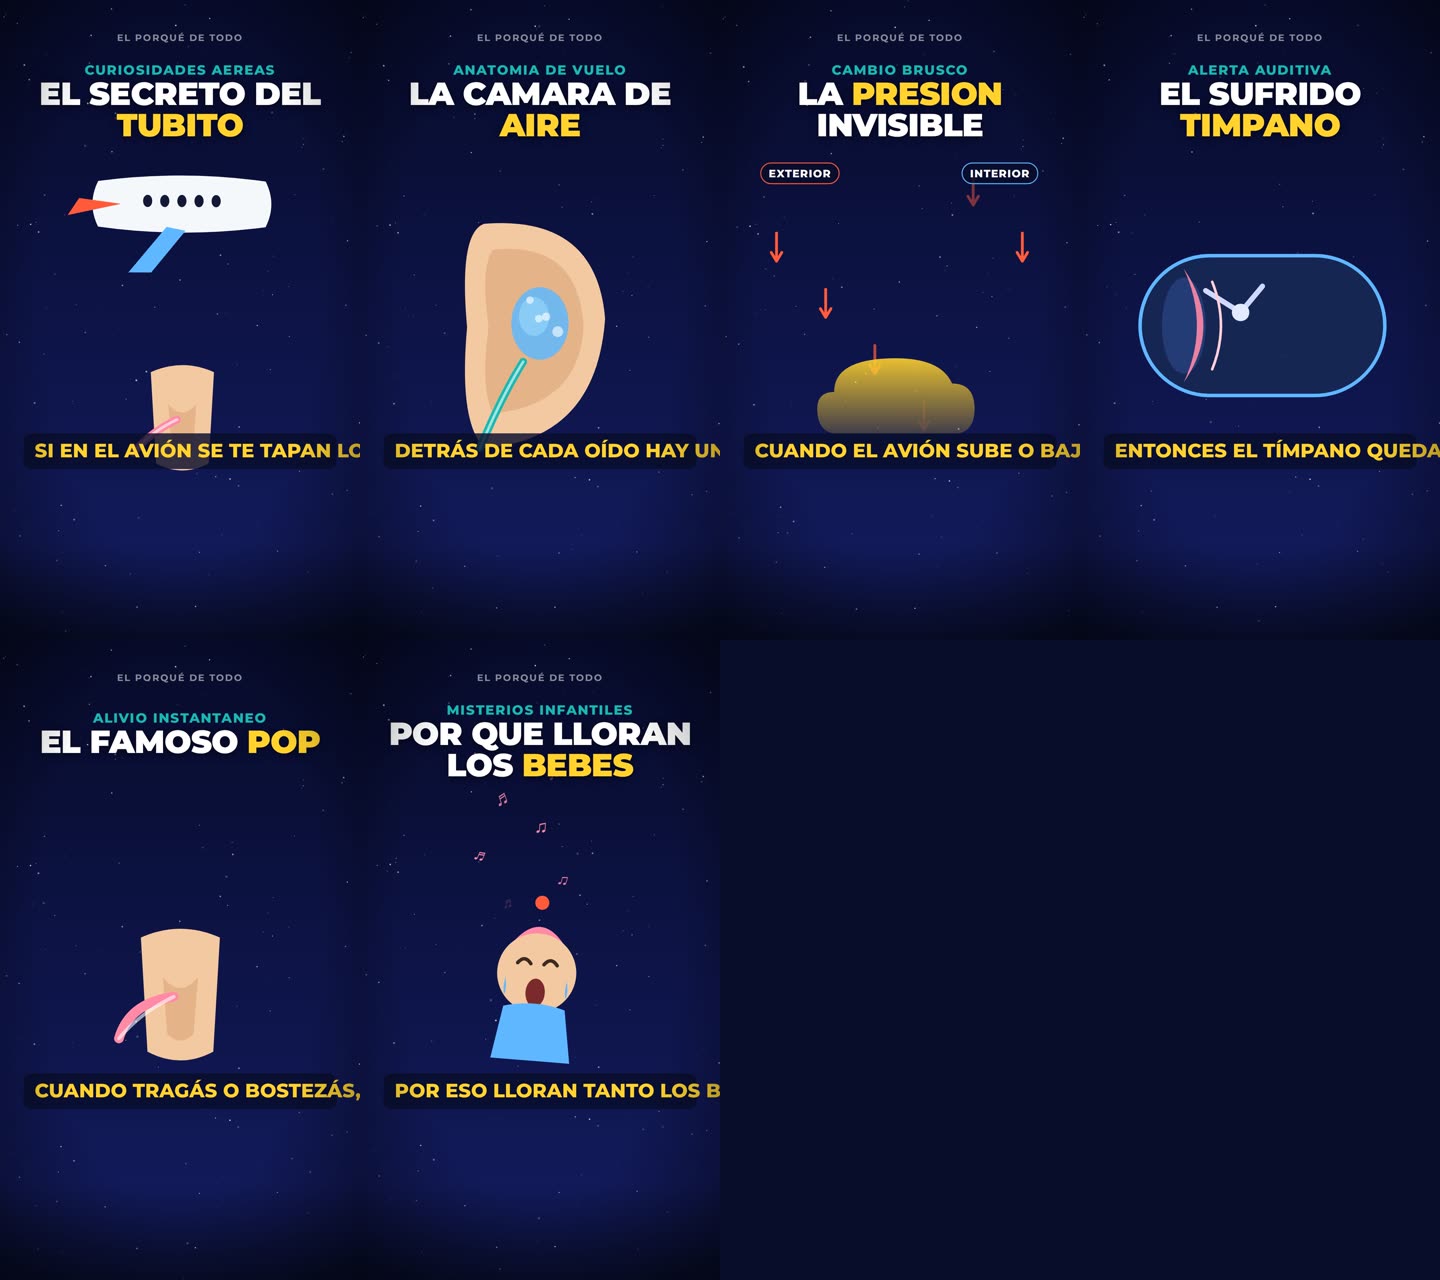 EL PORQUÉ DE TODO
CURIOSIDADES AEREAS
EL SECRETO DEL
TUBITO
SI EN EL AVIÓN SE TE TAPAN LO
EL PORQUÉ DE TODO
ANATOMIA DE VUELO
LA CAMARA DE
AIRE
DETRÁS DE CADA OÍDO HAY UN
EL PORQUÉ DE TODO
CAMBIO BRUSCO
LA PRESION
INVISIBLE
EXTERIOR
INTERIOR
CUANDO EL AVIÓN SUBE O BAJ
EL PORQUÉ DE TODO
ALERTA AUDITIVA
EL SUFRIDO
TIMPANO
ENTONCES EL TÍMPANO QUEDA
EL PORQUÉ DE TODO
ALIVIO INSTANTANEO
EL FAMOSO POP
CUANDO TRAGÁS O BOSTEZÁS,
EL PORQUÉ DE TODO
MISTERIOS INFANTILES
POR QUE LLORAN
LOS BEBES
POR ESO LLORAN TANTO LOS B